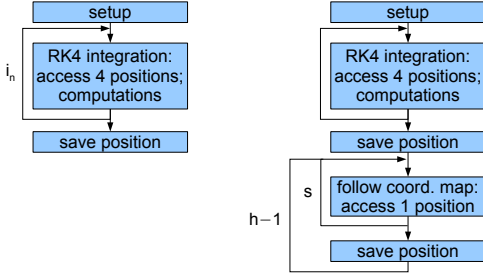 setup
RK4 integration:
access 4 positions;
computations
i_n
save position
setup
RK4 integration:
access 4 positions;
computations
save position
follow coord. map:
access 1 position
s
h−1
save position